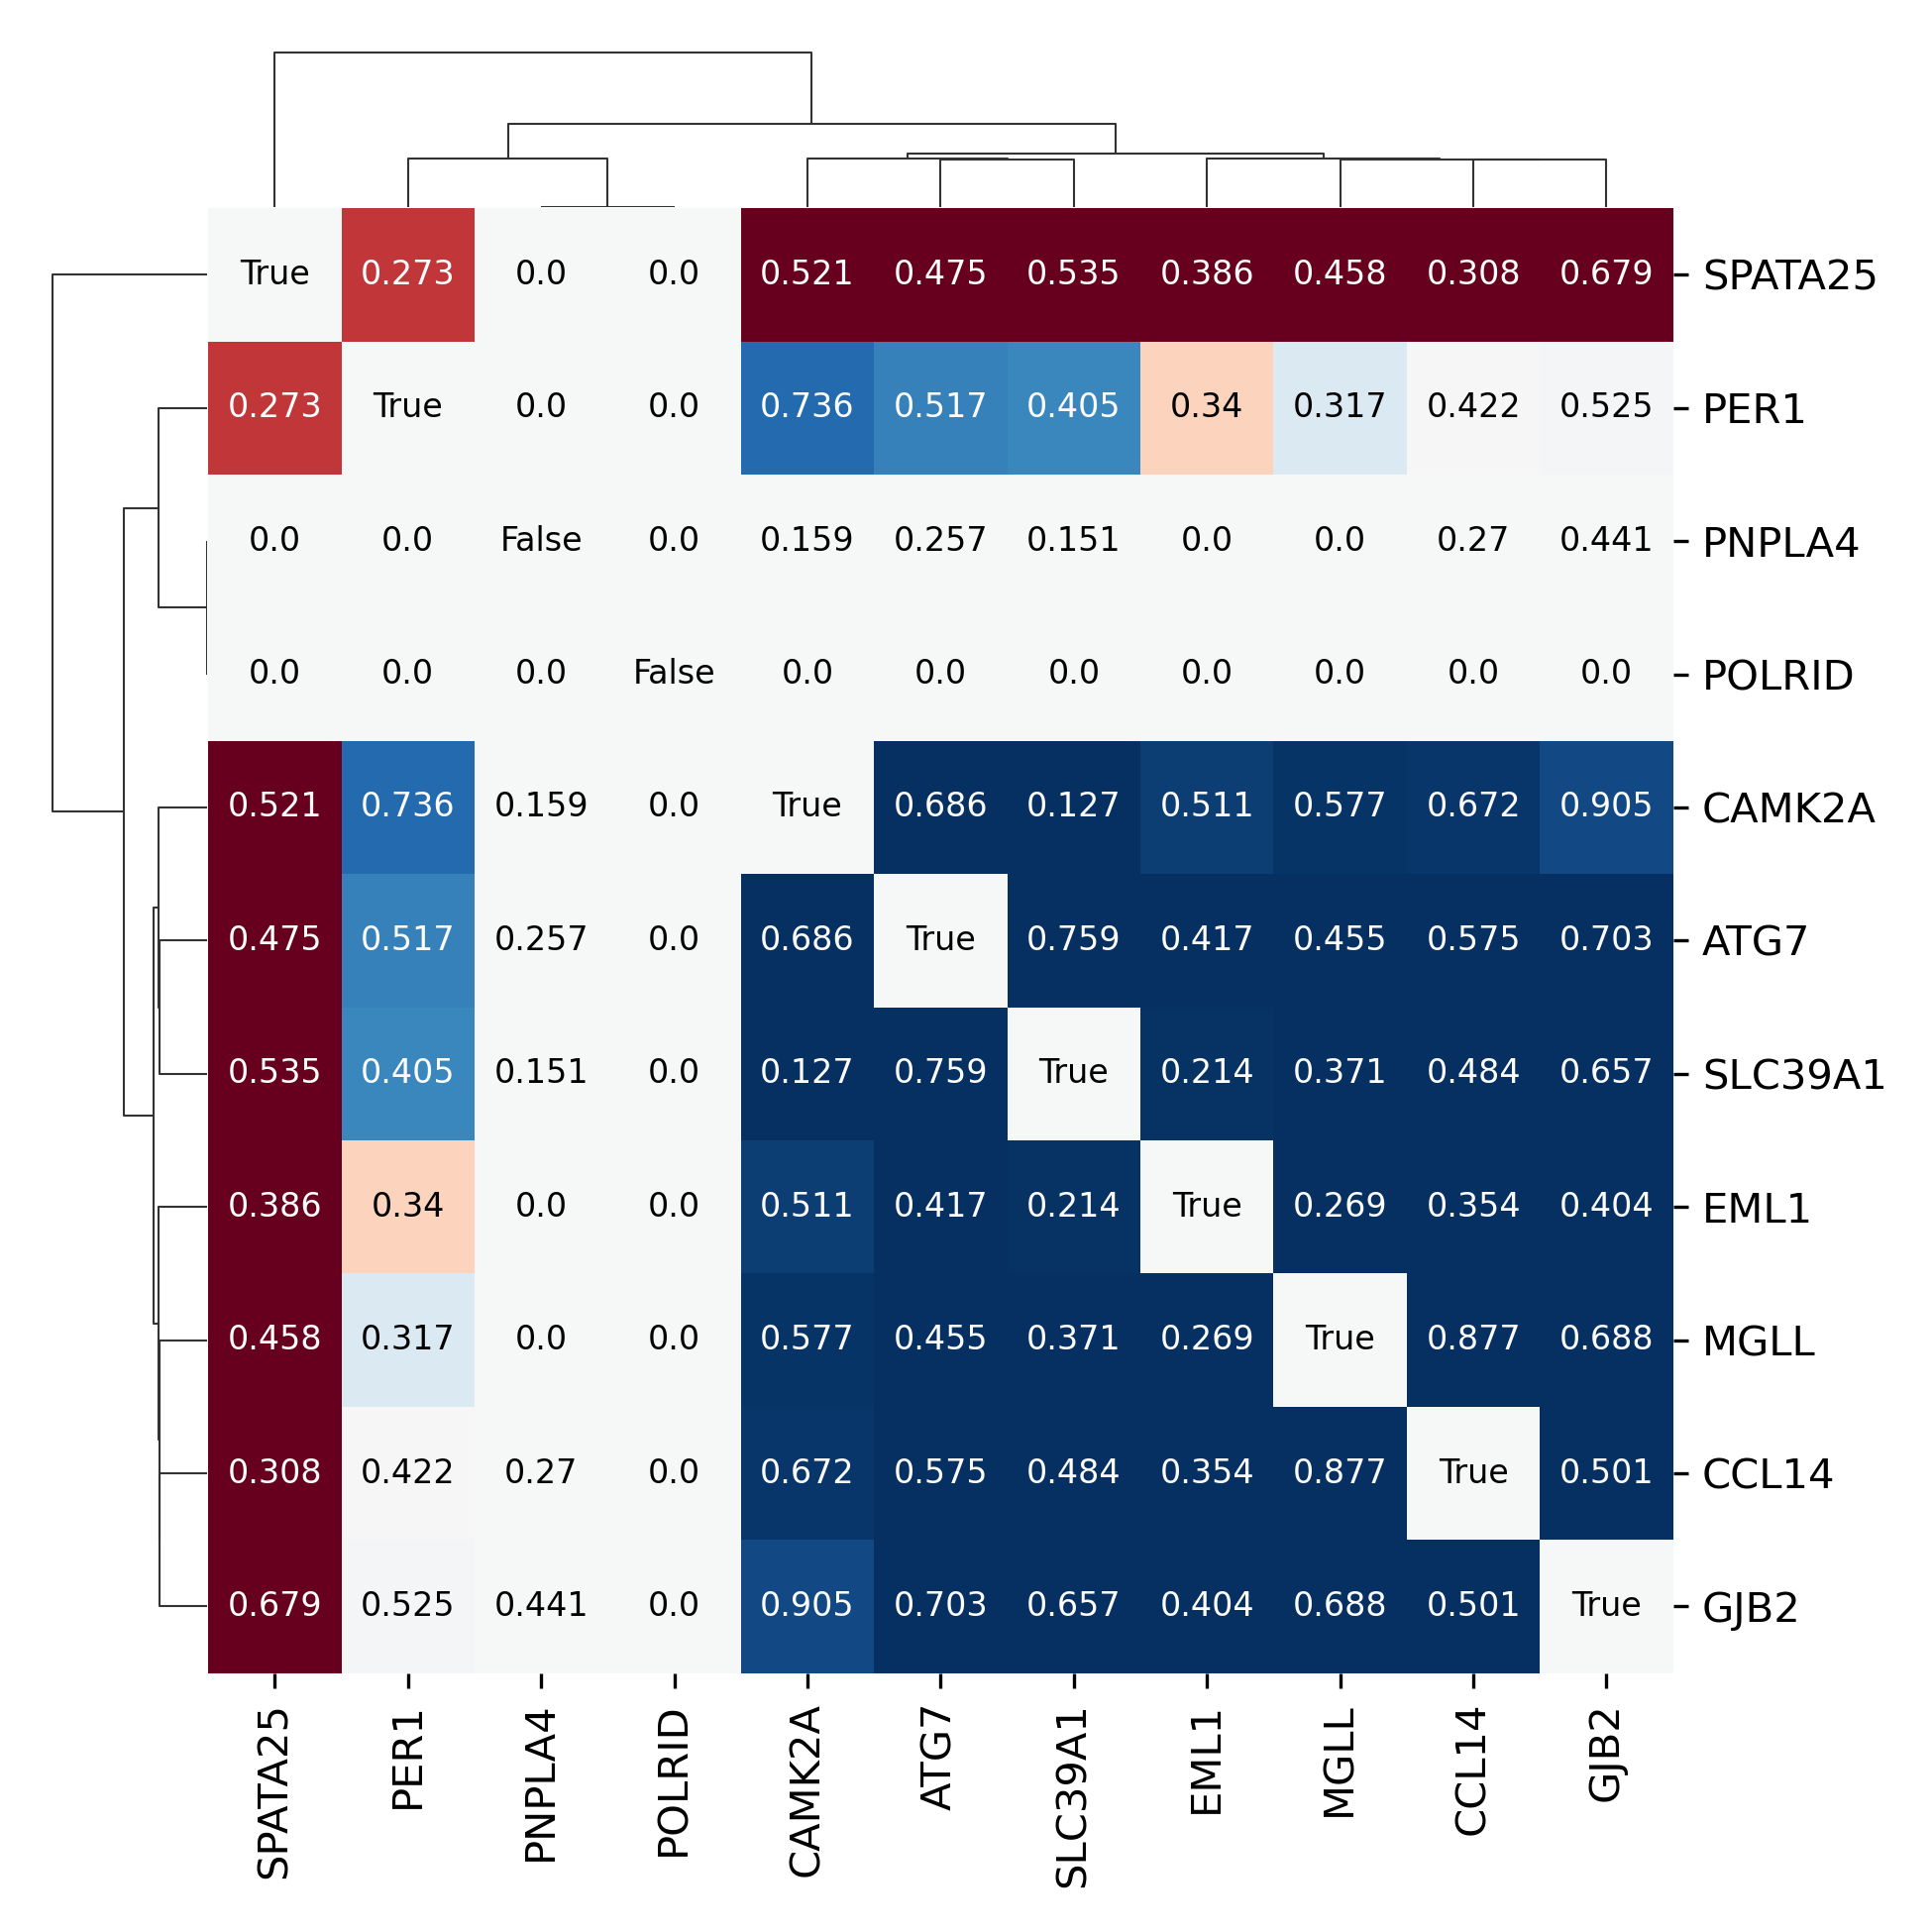 True 0.273 0.0 0.0 0.521 0.475 0.535 0.386 0.458 0.308 0.679 SPATA25
0.273 True 0.0 0.0 0.736 0.517 0.405 0.34 0.317 0.422 0.525 PER1
0.0 0.0 False 0.0 0.159 0.257 0.151 0.0 0.0 0.27 0.441 PNPLA4
0.0 0.0 0.0 False 0.0 0.0 0.0 0.0 0.0 0.0 0.0 POLRID
0.521 0.736 0.159 0.0 True 0.686 0.127 0.511 0.577 0.672 0.905 CAMK2A
0.475 0.517 0.257 0.0 0.686 True 0.759 0.417 0.455 0.575 0.703 ATG7
0.535 0.405 0.151 0.0 0.127 0.759 True 0.214 0.371 0.484 0.657 SLC39A1
0.386 0.34 0.0 0.0 0.511 0.417 0.214 True 0.269 0.354 0.404 EML1
0.458 0.317 0.0 0.0 0.577 0.455 0.371 0.269 True 0.877 0.688 MGLL
0.308 0.422 0.27 0.0 0.672 0.575 0.484 0.354 0.877 True 0.501 CCL14
0.679 0.525 0.441 0.0 0.905 0.703 0.657 0.404 0.688 0.501 True GJB2
SPATA25 PER1 PNPLA4 POLRID CAMK2A ATG7 SLC39A1 EML1 MGLL CCL14 GJB2